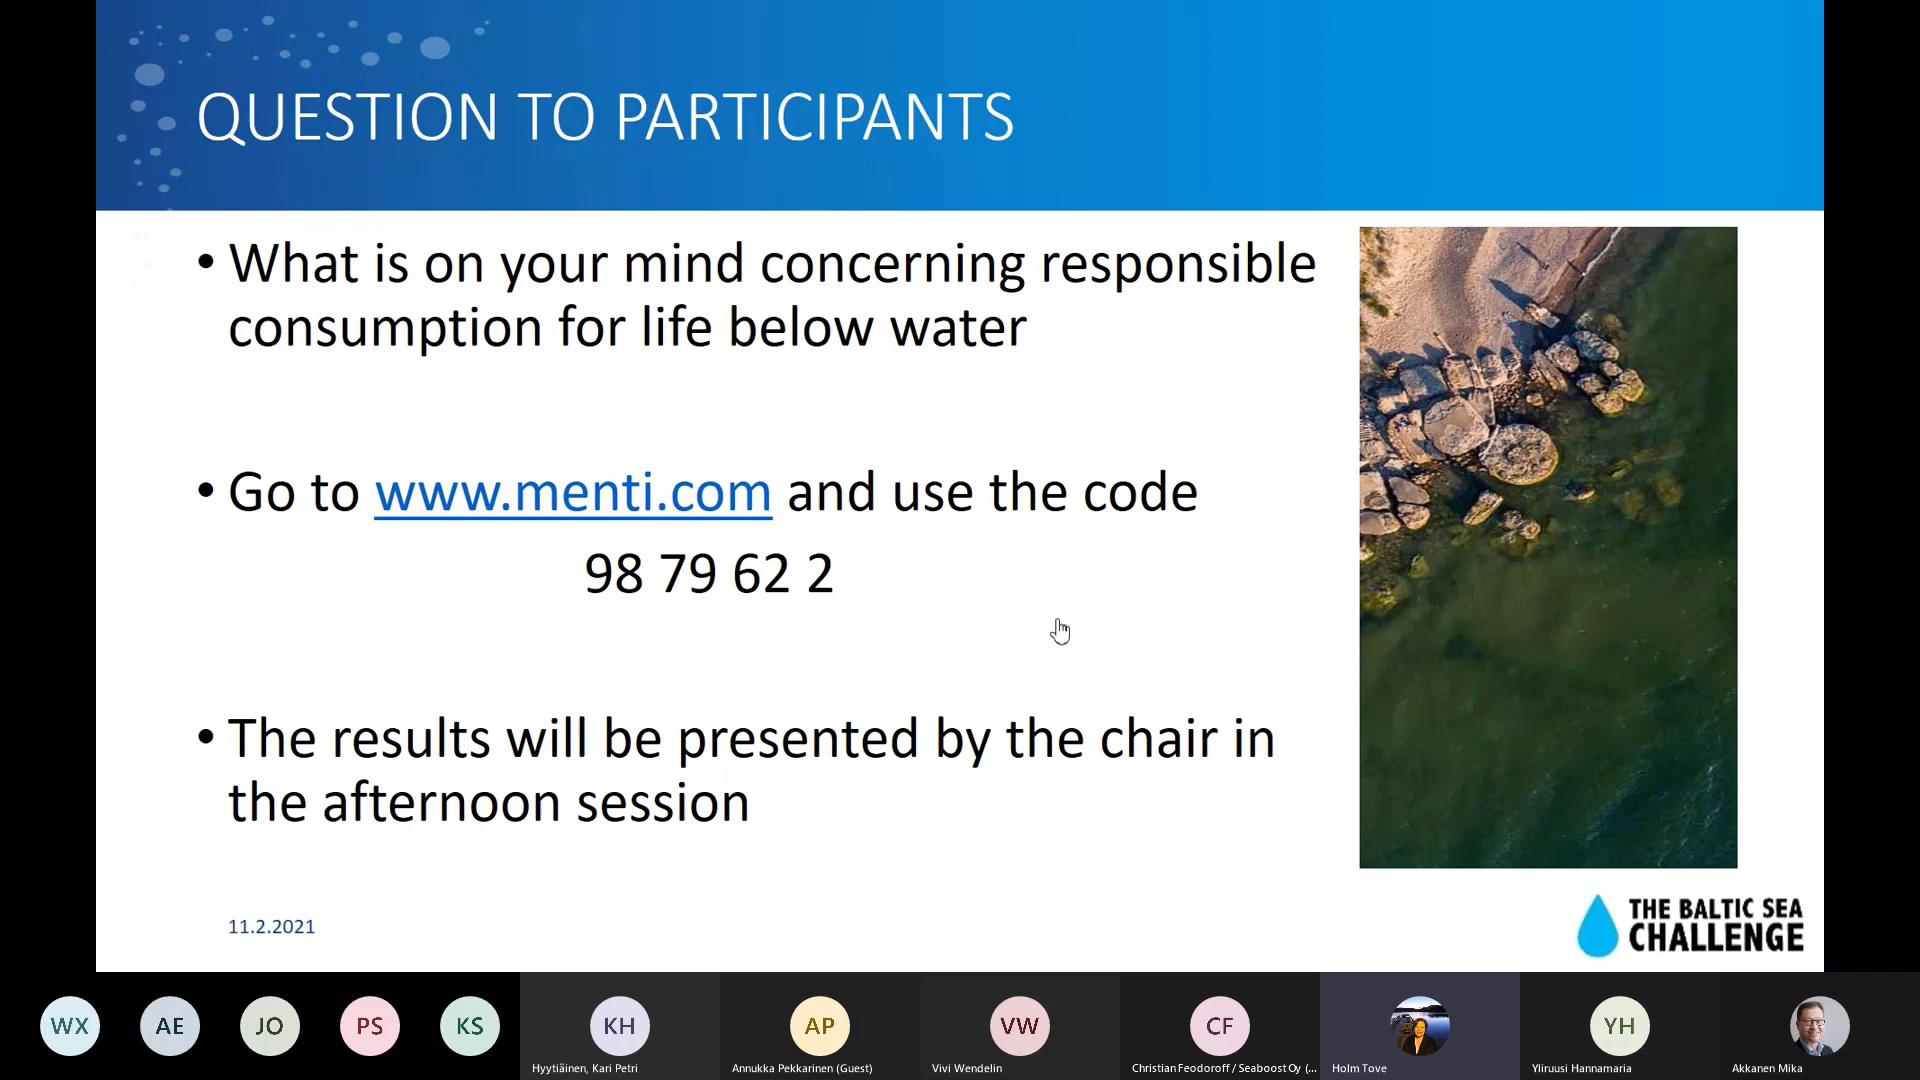 QUESTION TO PARTICIPANTS
• What is on your mind concerning responsible
consumption for life below water
• Go to www.menti.com and use the code
98 79 62 2
• The results will be presented by the chair in
the afternoon session
11.2.2021
THE BALTIC SEA
CHALLENGE
WX
AE
JO
PS
KS
KH
AP
VW
CF
YH
Hyytiäinen, Kari Petri
Annukka Pekkarinen (Guest)
Vivi Wendelin
Christian Feodoroff / Seaboost Oy (...
Holm Tove
Yliruusi Hannamaria
Akkanen Mika